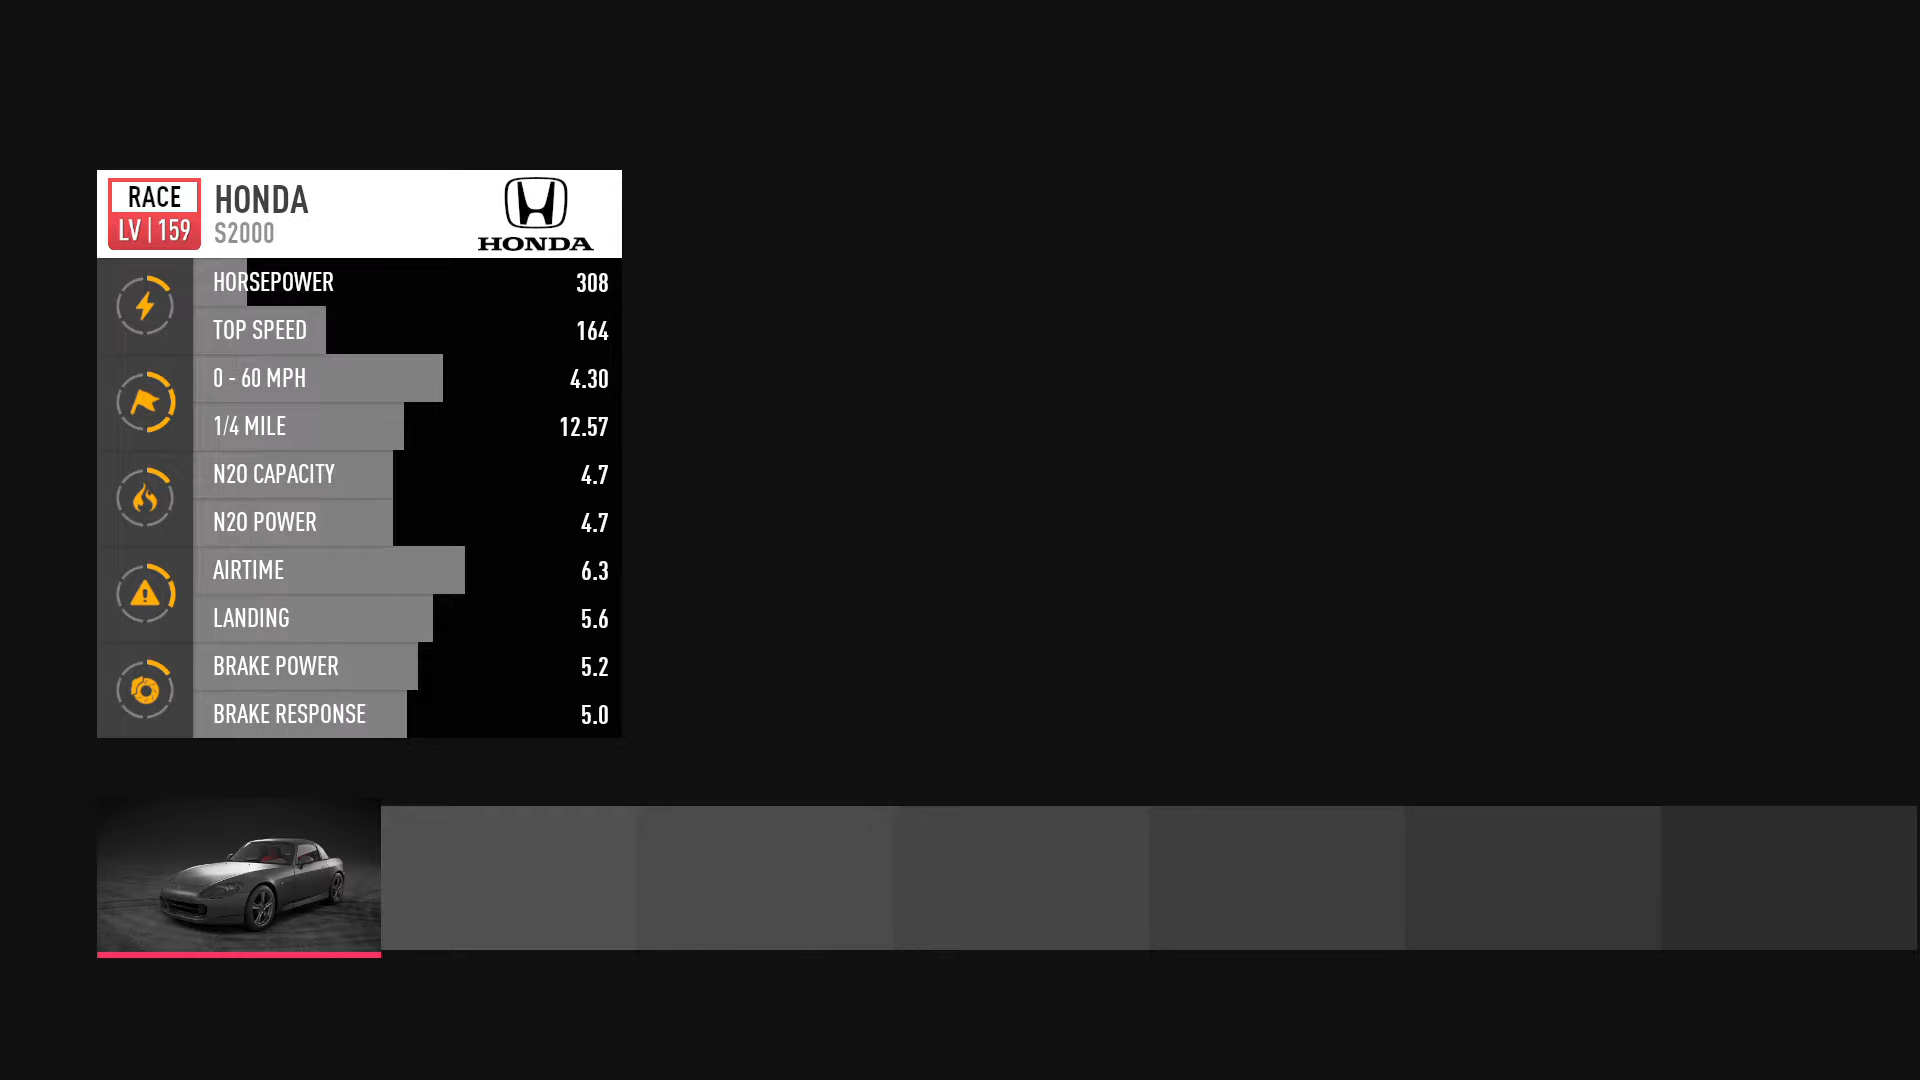 RACE
LV | 159
HONDA
S2000
HONDA
HORSEPOWER 308
TOP SPEED 164
0 - 60 MPH 4.30
1/4 MILE 12.57
N2O CAPACITY 4.7
N2O POWER 4.7
AIRTIME 6.3
LANDING 5.6
BRAKE POWER 5.2
BRAKE RESPONSE 5.0